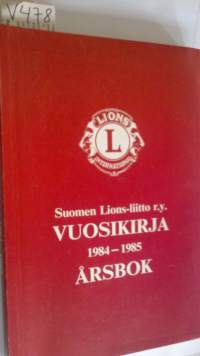 V478
LIONS
L
INTERNATIONAL
Suomen Lions-liitto r.y.
VUOSIKIRJA
1984–1985
ÅRSBOK